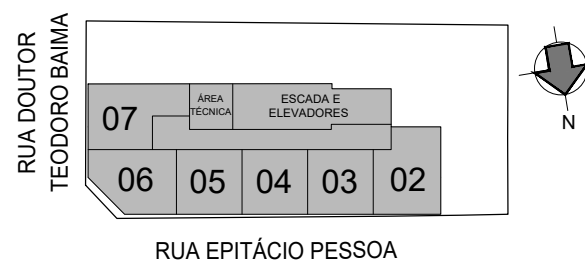 RUA DOUTOR
TEODORO BAIMA
07
ÁREA
TÉCNICA
ESCADA E
ELEVADORES
06
05
04
03
02
N
RUA EPITÁCIO PESSOA